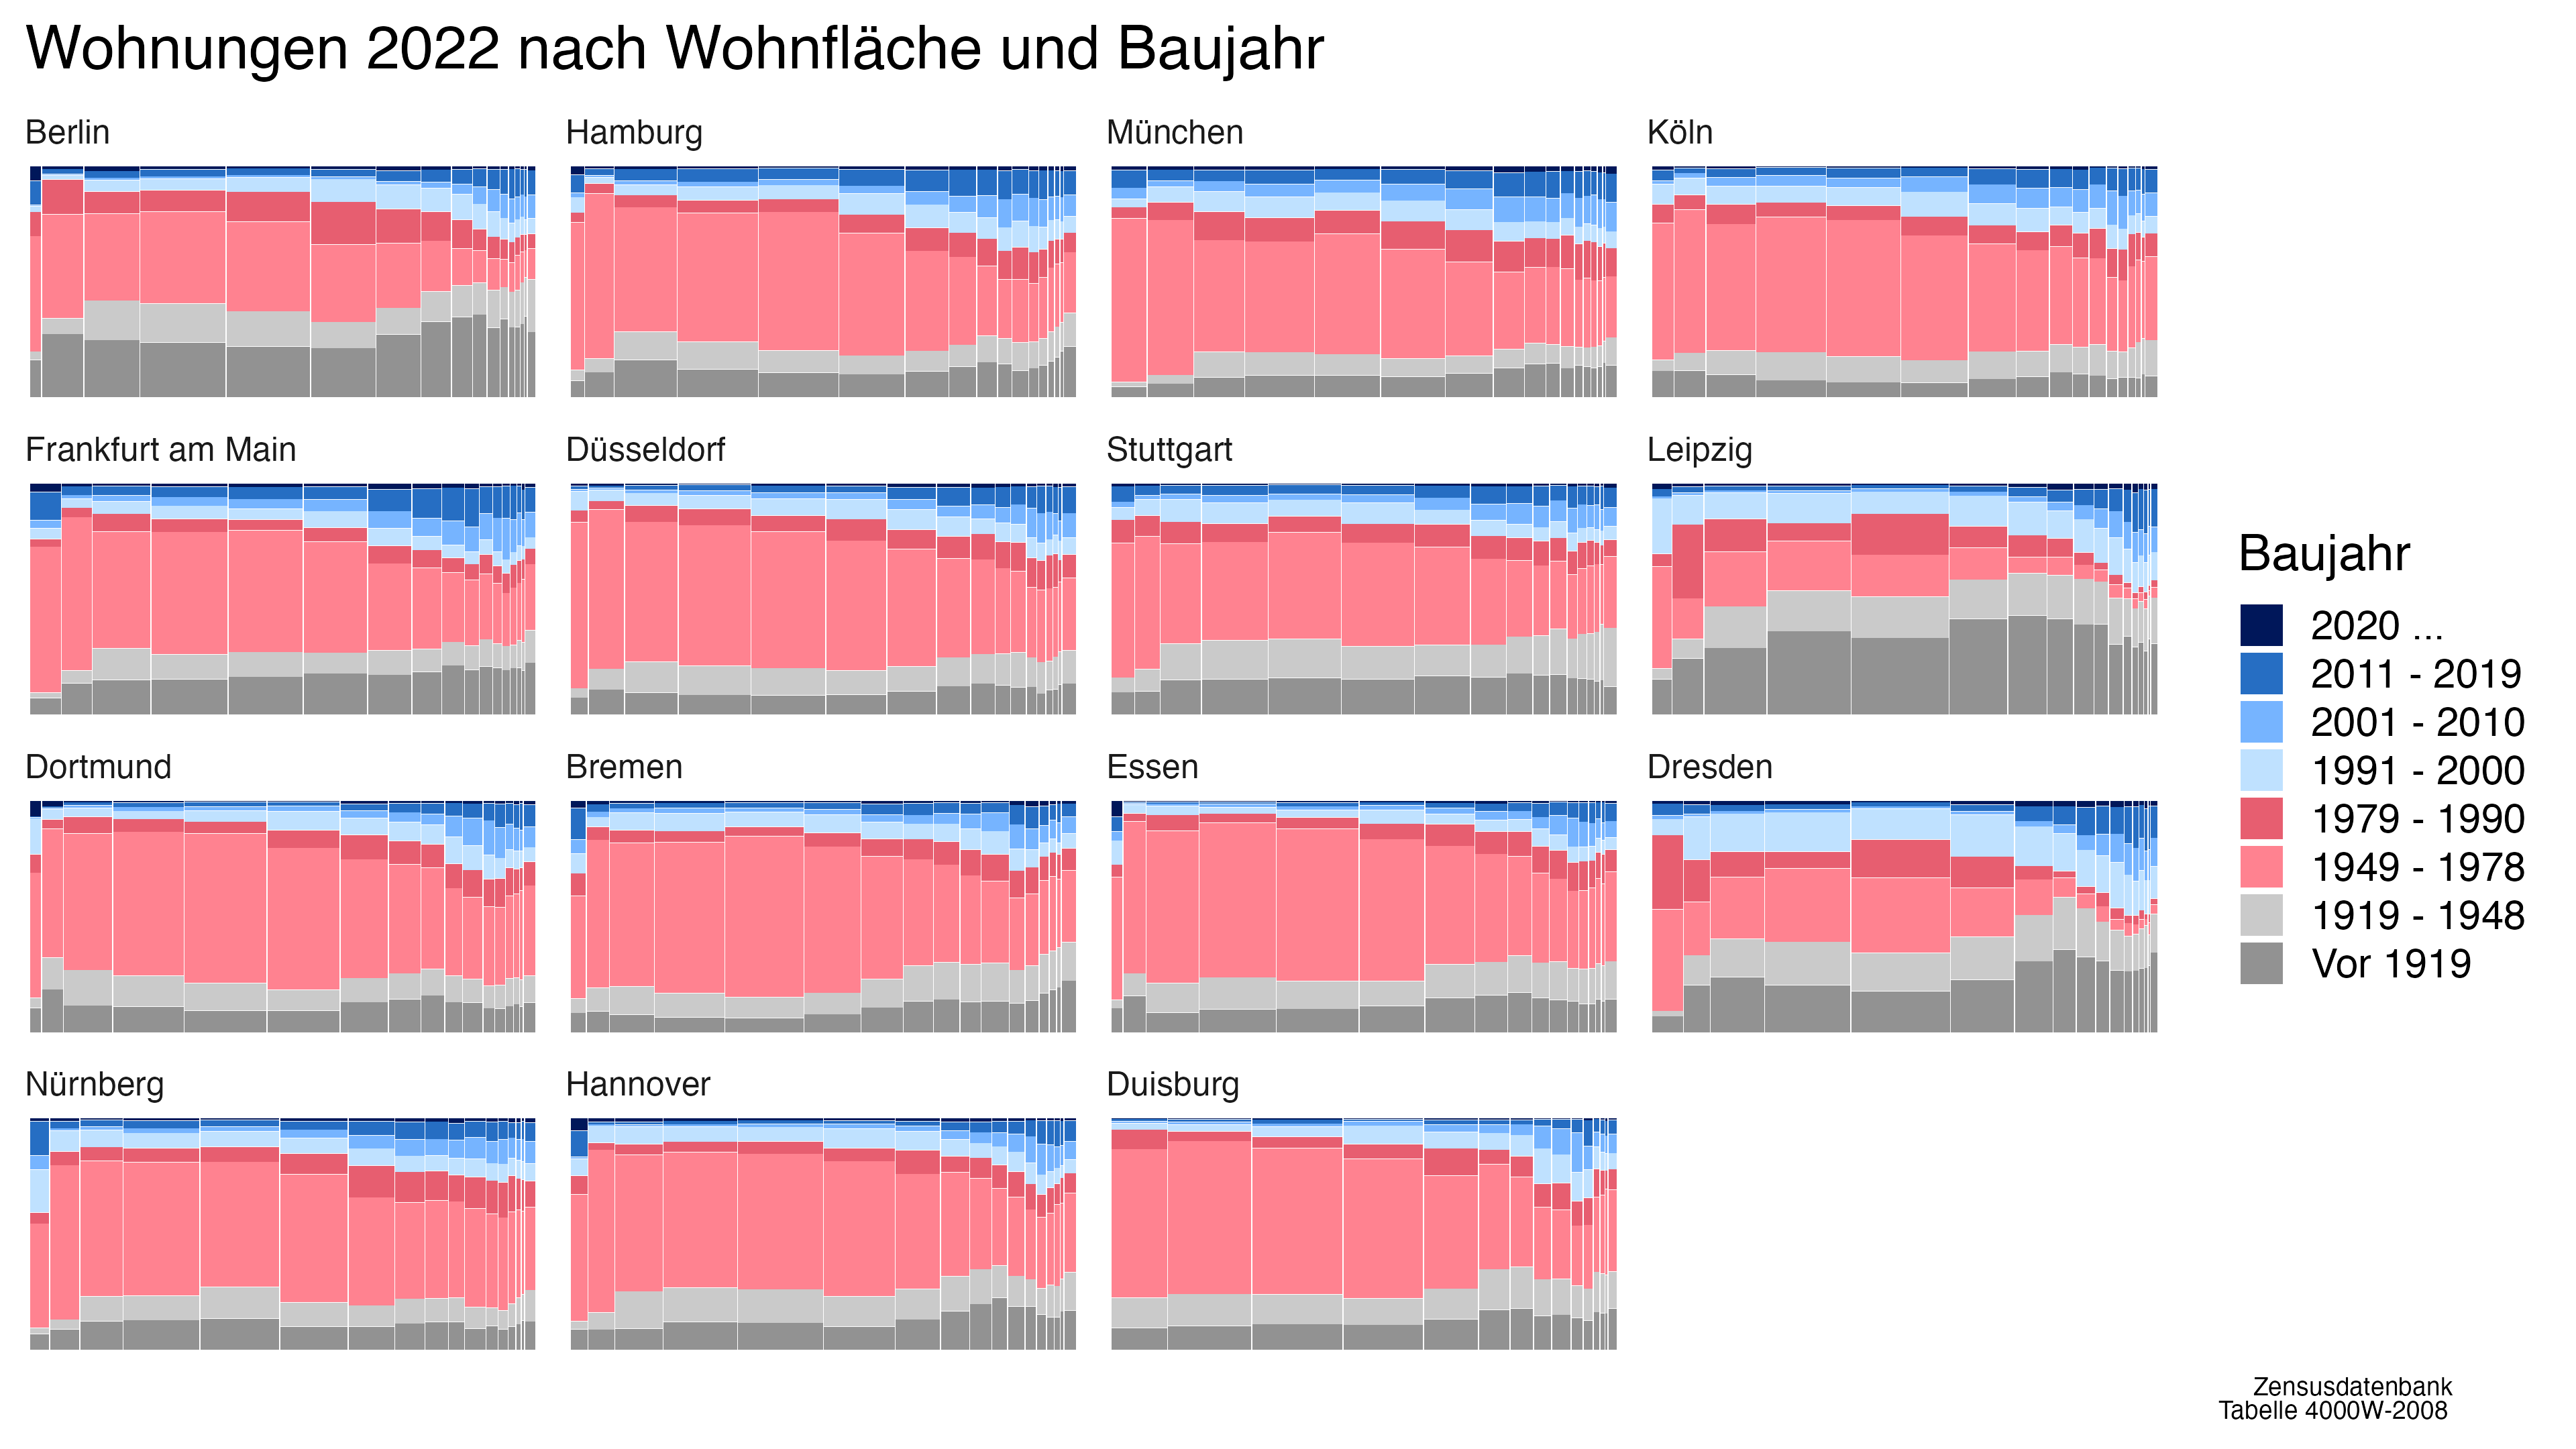 Wohnungen 2022 nach Wohnfläche und Baujahr
Berlin
Hamburg
München
Köln
Frankfurt am Main
Düsseldorf
Stuttgart
Leipzig
Dortmund
Bremen
Essen
Dresden
Nürnberg
Hannover
Duisburg
Baujahr
2020 ...
2011 - 2019
2001 - 2010
1991 - 2000
1979 - 1990
1949 - 1978
1919 - 1948
Vor 1919
Zensusdatenbank
Tabelle 4000W-2008